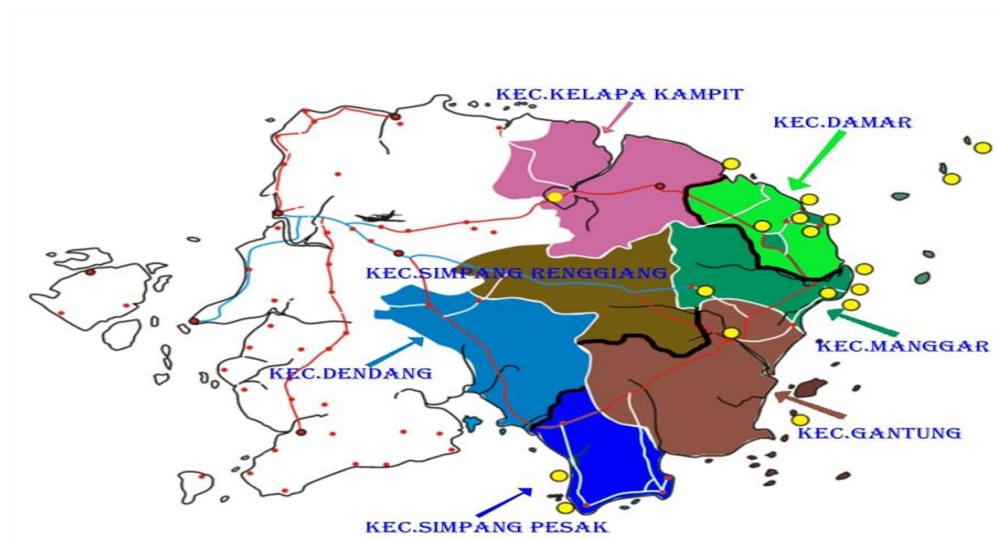 KEC.KELAPA KAMPIT
KEC.DAMAR
KEC.SIMPANG RENGGIANG
KEC.MANGGAR
KEC.DENDANG
KEC.GANTUNG
KEC.SIMPANG PESAK